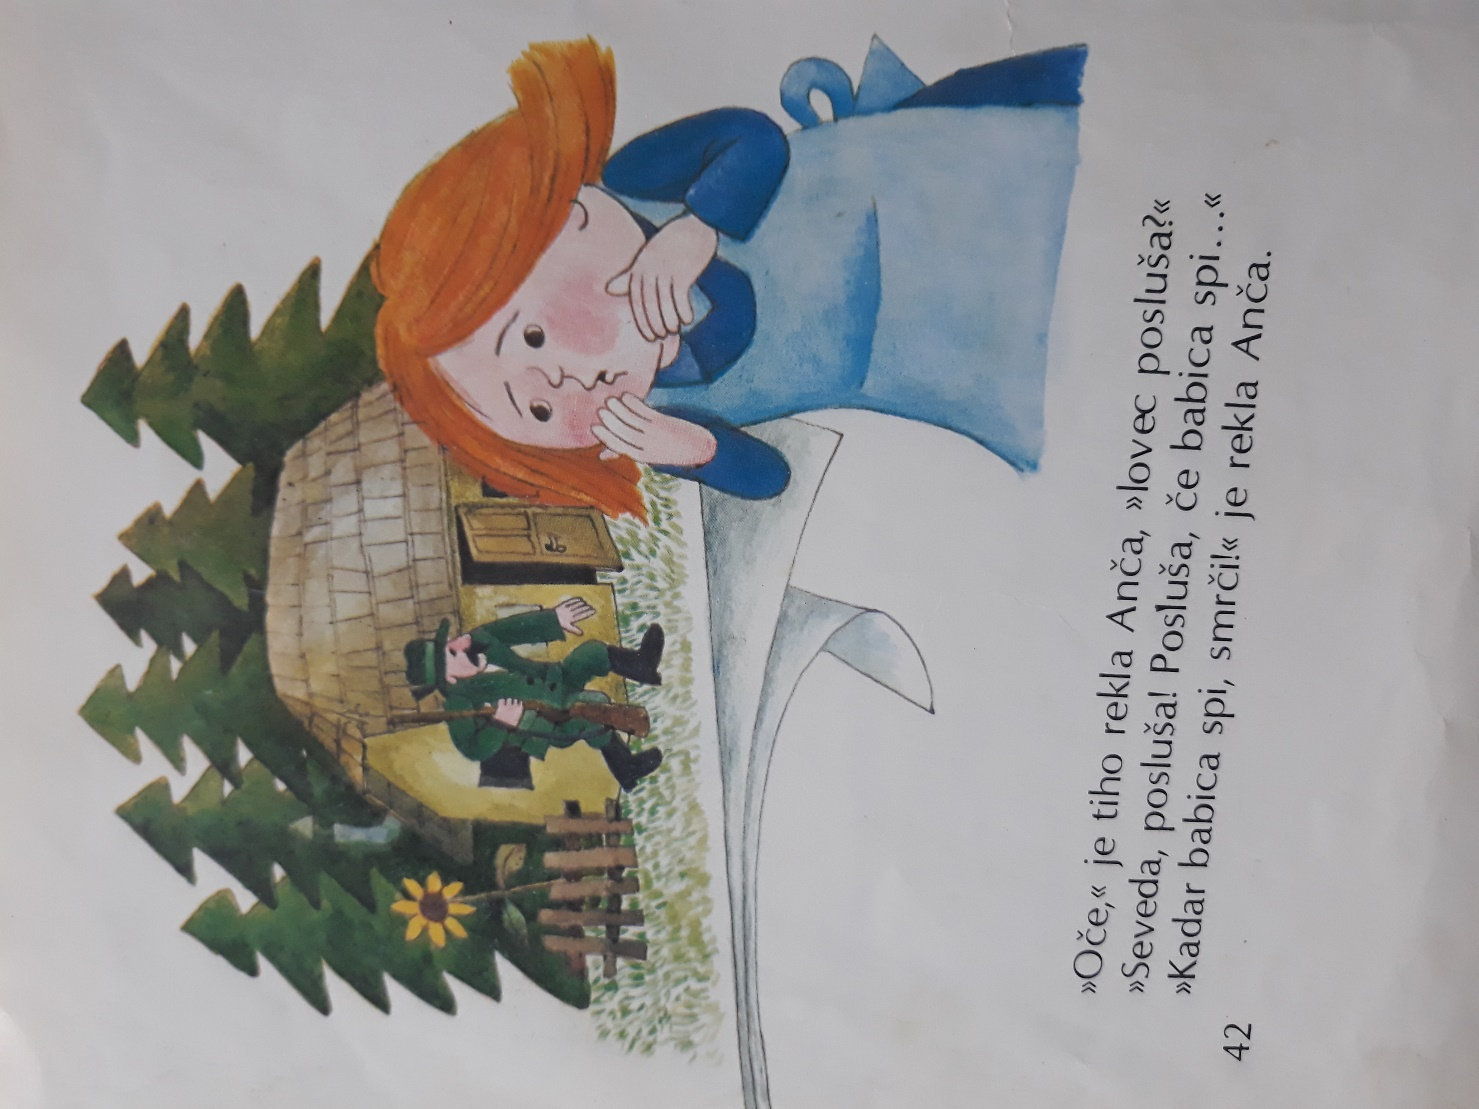 »Oče,« je tiho rekla Anča, »lovec posluša?«
»Seveda, posluša! Posluša, če babica spi...«
»Kadar babica spi, smrči!« je rekla Anča.
42